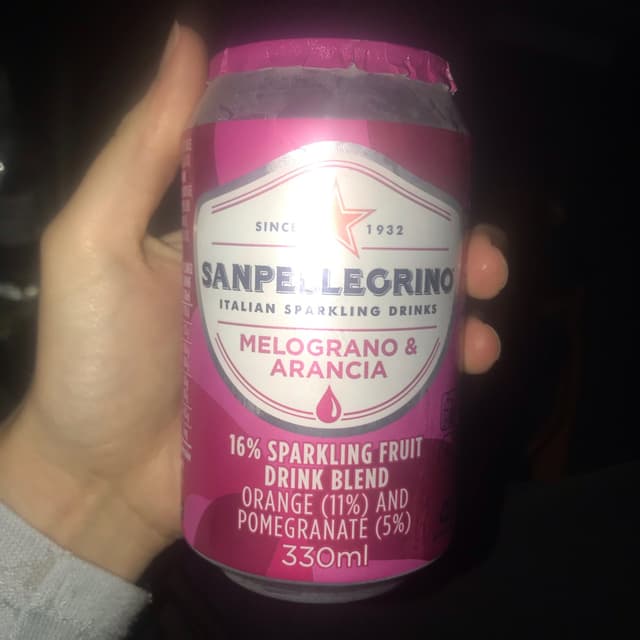 SINCE 1932
SANPELLEGRINO
ITALIAN SPARKLING DRINKS
MELOGRANO &
ARANCIA
16% SPARKLING FRUIT
DRINK BLEND
ORANGE (11%) AND
POMEGRANATE (5%)
330ml